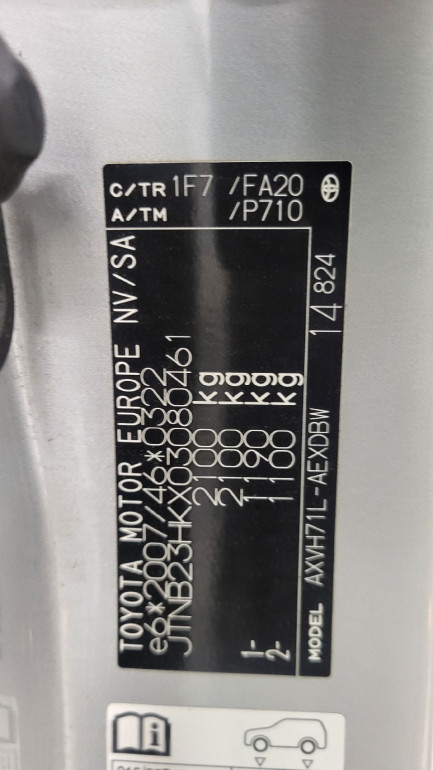 C/TR 1F7 /FA20
A/TM /P710
TOYOTA MOTOR EUROPE NV/SA
e6*2007/46*0322
JTNB23HKX03080461
2100 kg
2100 kg
1- 1190 kg
2- 1100 kg
MODEL AXVH71L-AEXDBW
14 824